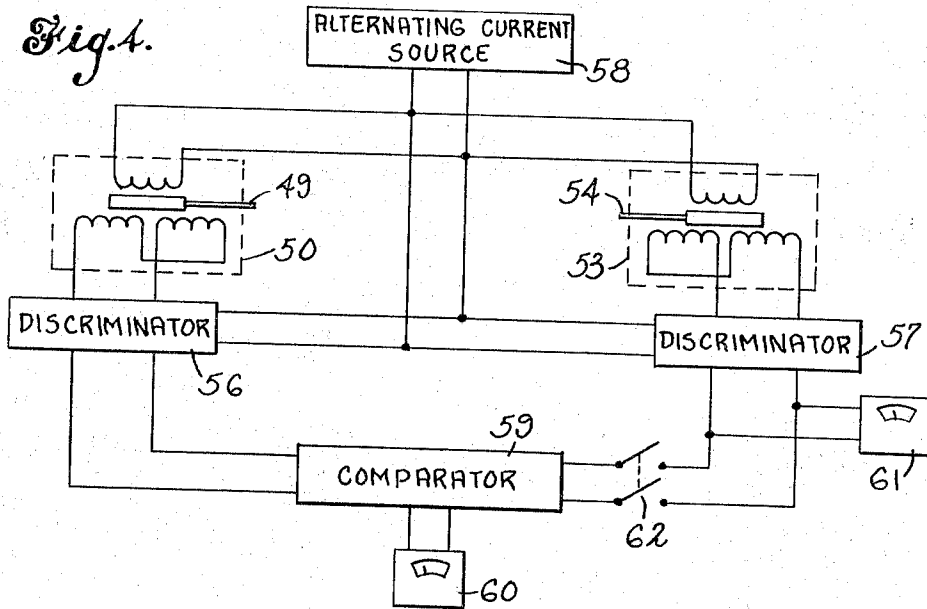 Fig.4.
ALTERNATING CURRENT
SOURCE
58
49
54
50
53
DISCRIMINATOR
DISCRIMINATOR
57
56
59
COMPARATOR
62
61
60